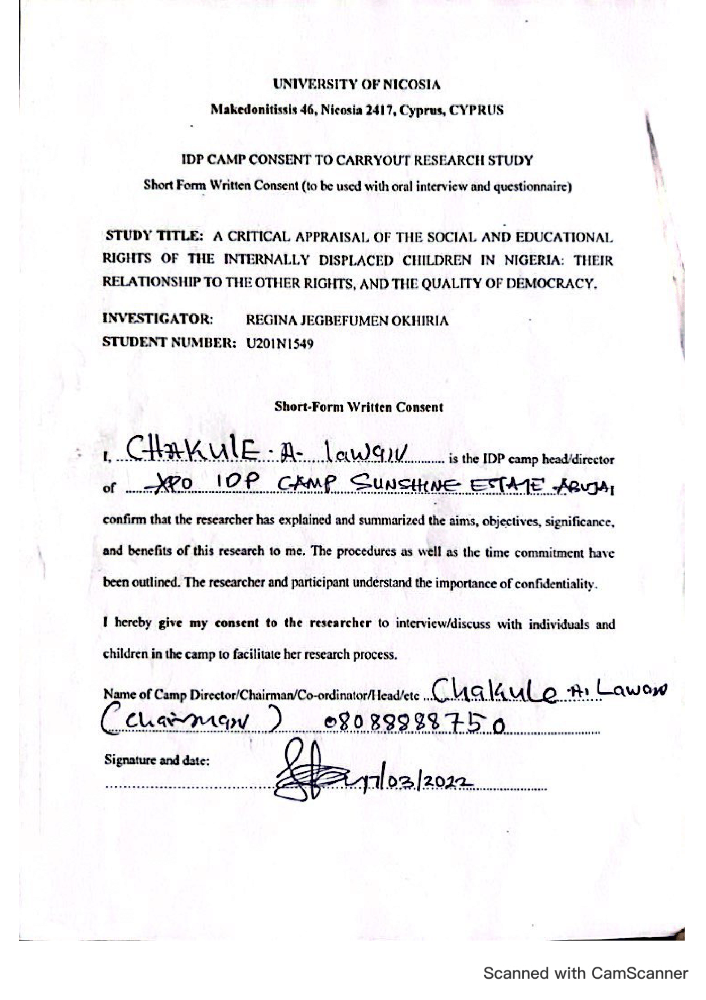 UNIVERSITY OF NICOSIA
Makedonitissis 46, Nicosia 2417, Cyprus, CYPRUS
IDP CAMP CONSENT TO CARRYOUT RESEARCH STUDY
Short Form Written Consent (to be used with oral interview and questionnaire)
STUDY TITLE: A CRITICAL APPRAISAL OF THE SOCIAL AND EDUCATIONAL
RIGHTS OF THE INTERNALLY DISPLACED CHILDREN IN NIGERIA: THEIR
RELATIONSHIP TO THE OTHER RIGHTS, AND THE QUALITY OF DEMOCRACY.
INVESTIGATOR: REGINA JEGBEFUMEN OKHIRIA
STUDENT NUMBER: U201N1549
Short-Form Written Consent
I, CHAKULE. A. lawan is the IDP camp head/director
of IDP CAMP SUNSHINE ESTATE ABUJA,
confirm that the researcher has explained and summarized the aims, objectives, significance,
and benefits of this research to me. The procedures as well as the time commitment have
been outlined. The researcher and participant understand the importance of confidentiality.
I hereby give my consent to the researcher to interview/discuss with individuals and
children in the camp to facilitate her research process.
Name of Camp Director/Chairman/Co-ordinator/Head/etc Chakule A. Lawan
(Chairman) 08088888750
Signature and date:
17/03/2022
Scanned with CamScanner